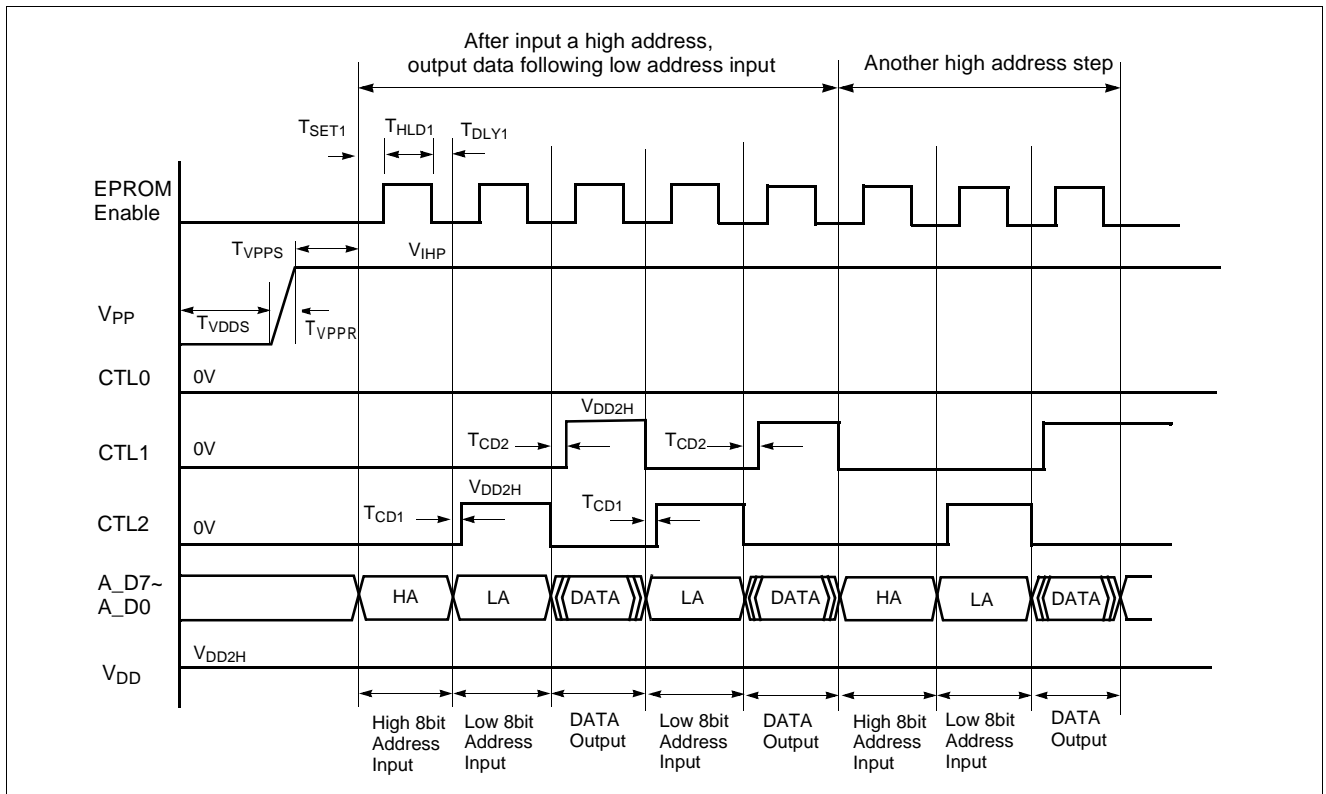 After input a high address,
output data following low address input
Another high address step
TSET1
THLD1
TDLY1
EPROM
Enable
TVPPS
VIHP
VPP
TVDDS
TVPPR
CTL0
0V
VDD2H
CTL1
0V
TCD2
TCD2
VDD2H
CTL2
0V
TCD1
TCD1
A_D7~
A_D0
HA
LA
DATA
LA
DATA
HA
LA
DATA
VDD2H
VDD
High 8bit
Address
Input
Low 8bit
Address
Input
DATA
Output
Low 8bit
Address
Input
DATA
Output
High 8bit
Address
Input
Low 8bit
Address
Input
DATA
Output